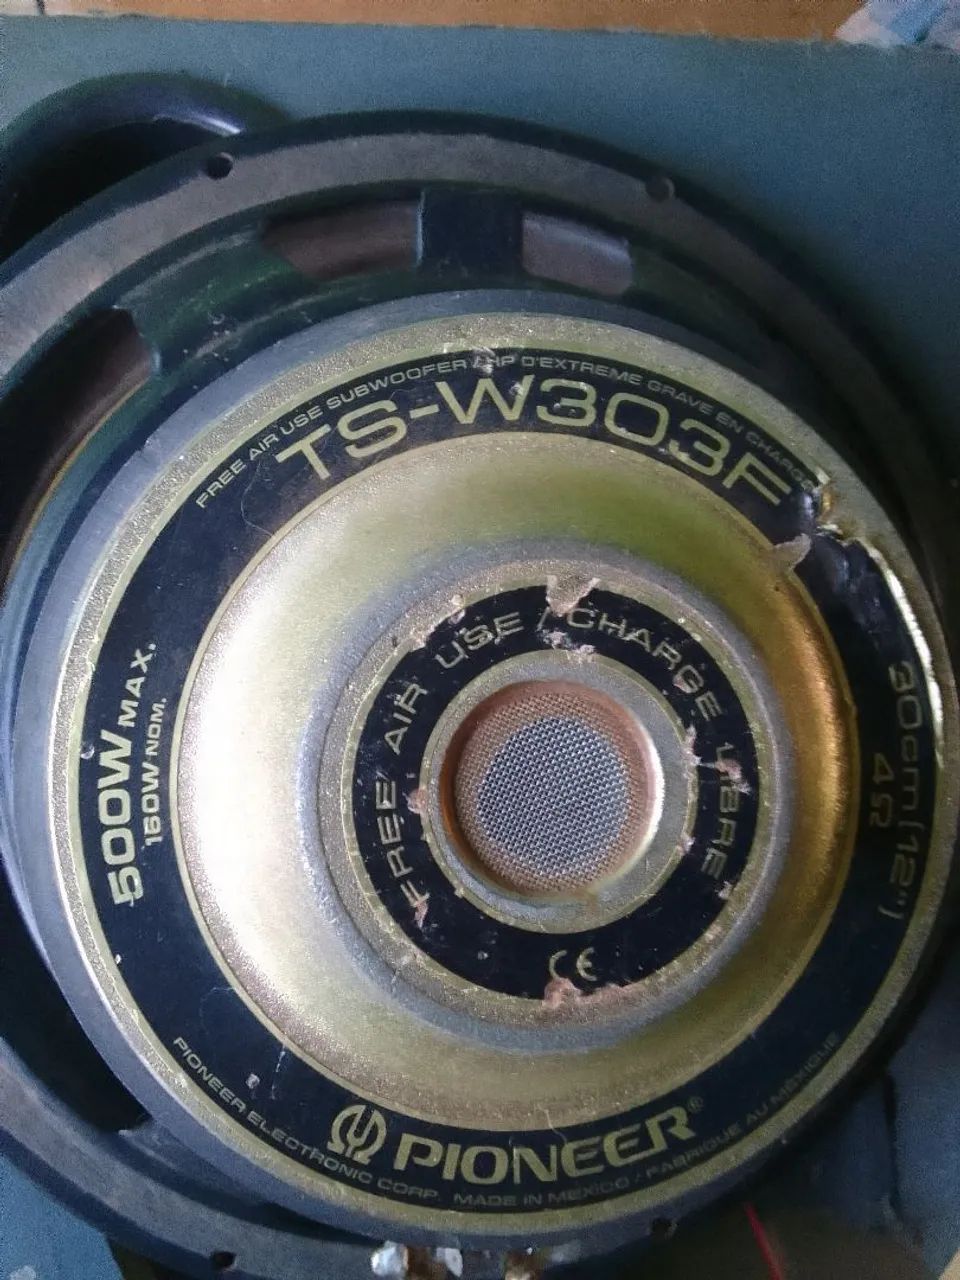 FREE AIR USE SUBWOOFER / HP D'EXTREME GRAVE EN CHARGE
TS-W303F
500W MAX.
160W NOM.
30cm (12")
4Ω
FREE AIR USE / CHARGE LIBRE
CE
PIONEER®
PIONEER ELECTRONIC CORP. MADE IN MEXICO / FABRIQUE AU MEXIQUE